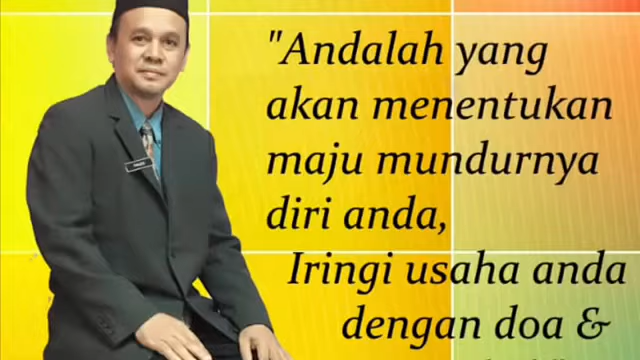 "Andalah yang
akan menentukan
maju mundurnya
diri anda,
Iringi usaha anda
dengan doa &